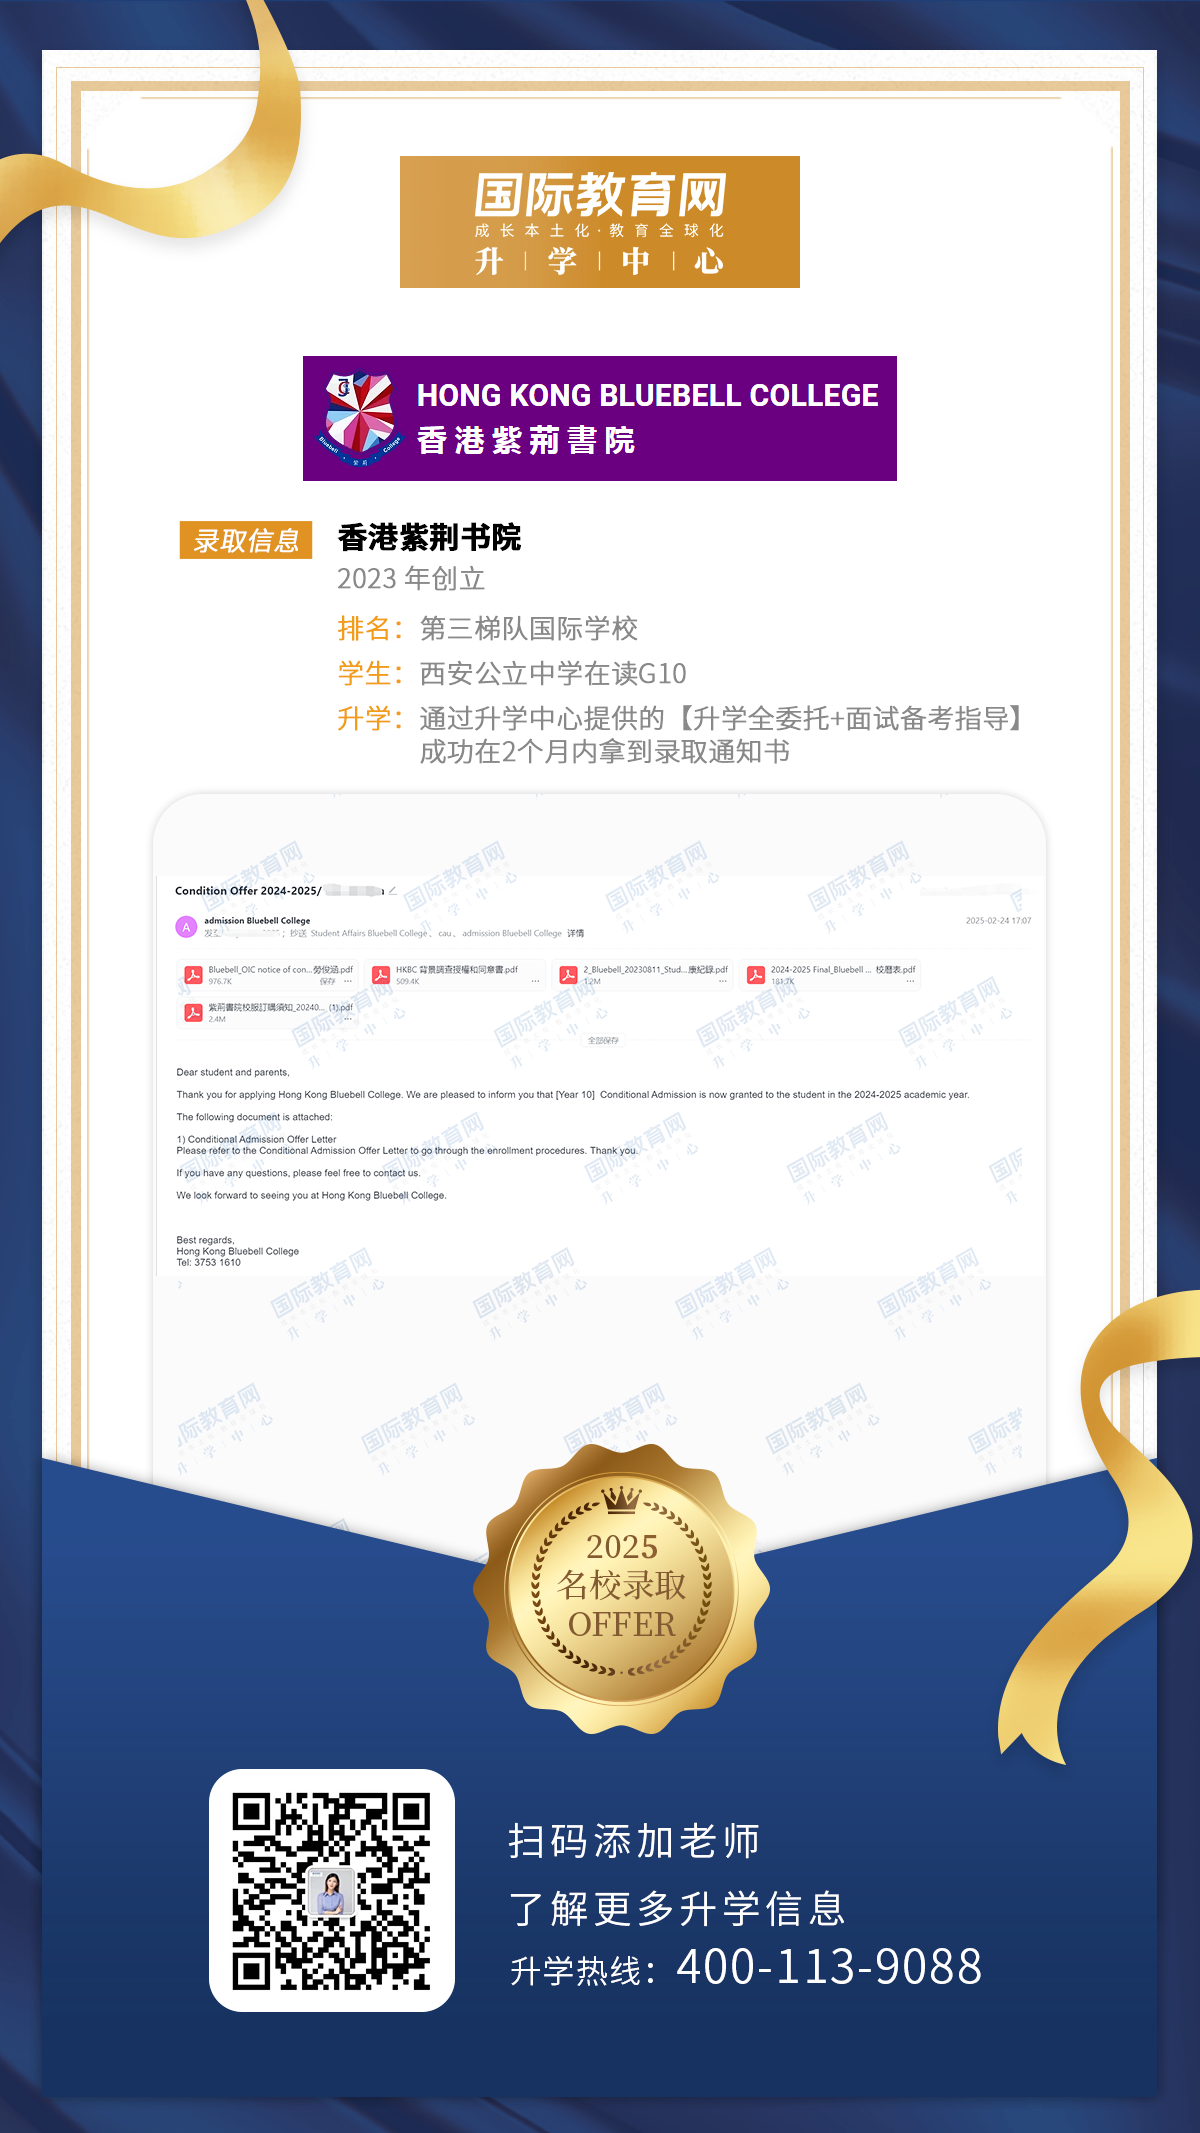 国际教育网
成长本土化·教育全球化
升 | 学 | 中 | 心
HONG KONG BLUEBELL COLLEGE
香港紫荊書院
Bluebell · 紫荊 · College
录取信息
香港紫荆书院
2023 年创立
排名：第三梯队国际学校
学生：西安公立中学在读G10
升学：通过升学中心提供的【升学全委托+面试备考指导】
成功在2个月内拿到录取通知书
Condition Offer 2024-2025/
A
admission Bluebell College
2025-02-24 17:07
发至 ; 抄送 Student Affairs Bluebell College、 cau、 admission Bluebell College 详情
Bluebell_OIC notice of con...勞俊涵.pdf
976.7K 保存 ···
HKBC 背景調查授權和同意書.pdf
509.4K ···
2_Bluebell_20230811_Stud...康紀錄.pdf
1.2M ···
2024-2025 Final_Bluebell ... 校曆表.pdf
181.7K ···
紫荊書院校服訂購須知_20240... (1).pdf
2.4M ···
全部保存
Dear student and parents,
Thank you for applying Hong Kong Bluebell College. We are pleased to inform you that [Year 10] Conditional Admission is now granted to the student in the 2024-2025 academic year.
The following document is attached:
1) Conditional Admission Offer Letter
Please refer to the Conditional Admission Offer Letter to go through the enrollment procedures. Thank you.
If you have any questions, please feel free to contact us.
We look forward to seeing you at Hong Kong Bluebell College.
Best regards,
Hong Kong Bluebell College
Tel: 3753 1610
2025
名校录取
OFFER
扫码添加老师
了解更多升学信息
升学热线：400-113-9088